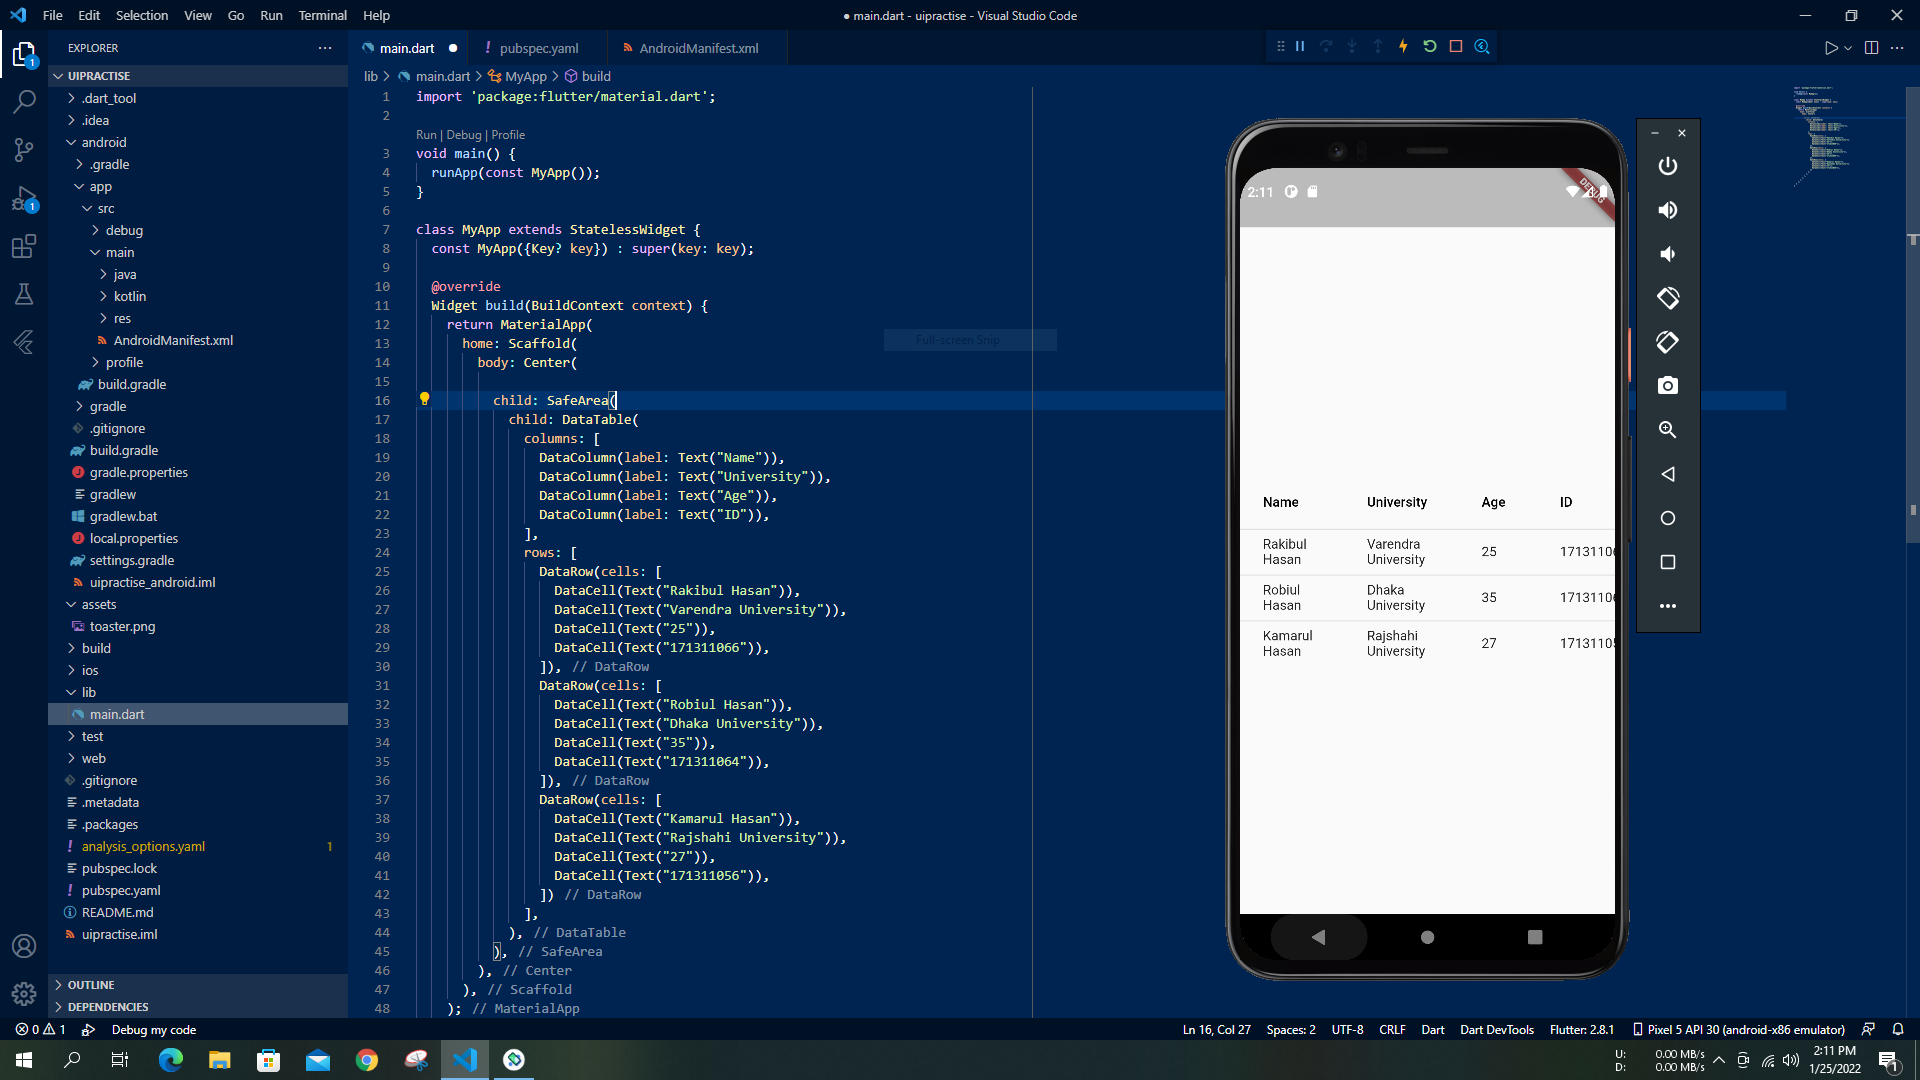 File Edit Selection View Go Run Terminal Help
● main.dart - uipractise - Visual Studio Code
EXPLORER
main.dart
! pubspec.yaml
AndroidManifest.xml
UIPRACTISE
lib > main.dart > MyApp > build
.dart_tool
.idea
android
.gradle
app
src
debug
main
java
kotlin
res
AndroidManifest.xml
profile
build.gradle
gradle
.gitignore
build.gradle
gradle.properties
gradlew
gradlew.bat
local.properties
settings.gradle
uipractise_android.iml
assets
toaster.png
build
ios
lib
main.dart
test
web
.gitignore
.metadata
.packages
! analysis_options.yaml 1
pubspec.lock
! pubspec.yaml
README.md
uipractise.iml
OUTLINE
DEPENDENCIES
1
1
1 import 'package:flutter/material.dart';
2
Run | Debug | Profile
3 void main() {
4 runApp(const MyApp());
5 }
6
7 class MyApp extends StatelessWidget {
8 const MyApp({Key? key}) : super(key: key);
9
10 @override
11 Widget build(BuildContext context) {
12 return MaterialApp(
13 home: Scaffold(
14 body: Center(
15
16 child: SafeArea(
17 child: DataTable(
18 columns: [
19 DataColumn(label: Text("Name")),
20 DataColumn(label: Text("University")),
21 DataColumn(label: Text("Age")),
22 DataColumn(label: Text("ID")),
23 ],
24 rows: [
25 DataRow(cells: [
26 DataCell(Text("Rakibul Hasan")),
27 DataCell(Text("Varendra University")),
28 DataCell(Text("25")),
29 DataCell(Text("171311066")),
30 ]), // DataRow
31 DataRow(cells: [
32 DataCell(Text("Robiul Hasan")),
33 DataCell(Text("Dhaka University")),
34 DataCell(Text("35")),
35 DataCell(Text("171311064")),
36 ]), // DataRow
37 DataRow(cells: [
38 DataCell(Text("Kamarul Hasan")),
39 DataCell(Text("Rajshahi University")),
40 DataCell(Text("27")),
41 DataCell(Text("171311056")),
42 ]) // DataRow
43 ],
44 ), // DataTable
45 ), // SafeArea
46 ), // Center
47 ), // Scaffold
48 ); // MaterialApp
Full-screen Snip
2:11
DEBUG
Name University Age ID
Rakibul Hasan
Varendra University
25
1713110
Robiul Hasan
Dhaka University
35
1713110
Kamarul Hasan
Rajshahi University
27
1713110
0 1
Debug my code
Ln 16, Col 27 Spaces: 2 UTF-8 CRLF Dart Dart DevTools Flutter: 2.8.1 Pixel 5 API 30 (android-x86 emulator)
U: 0.00 MB/s
D: 0.00 MB/s
2:11 PM
1/25/2022
1